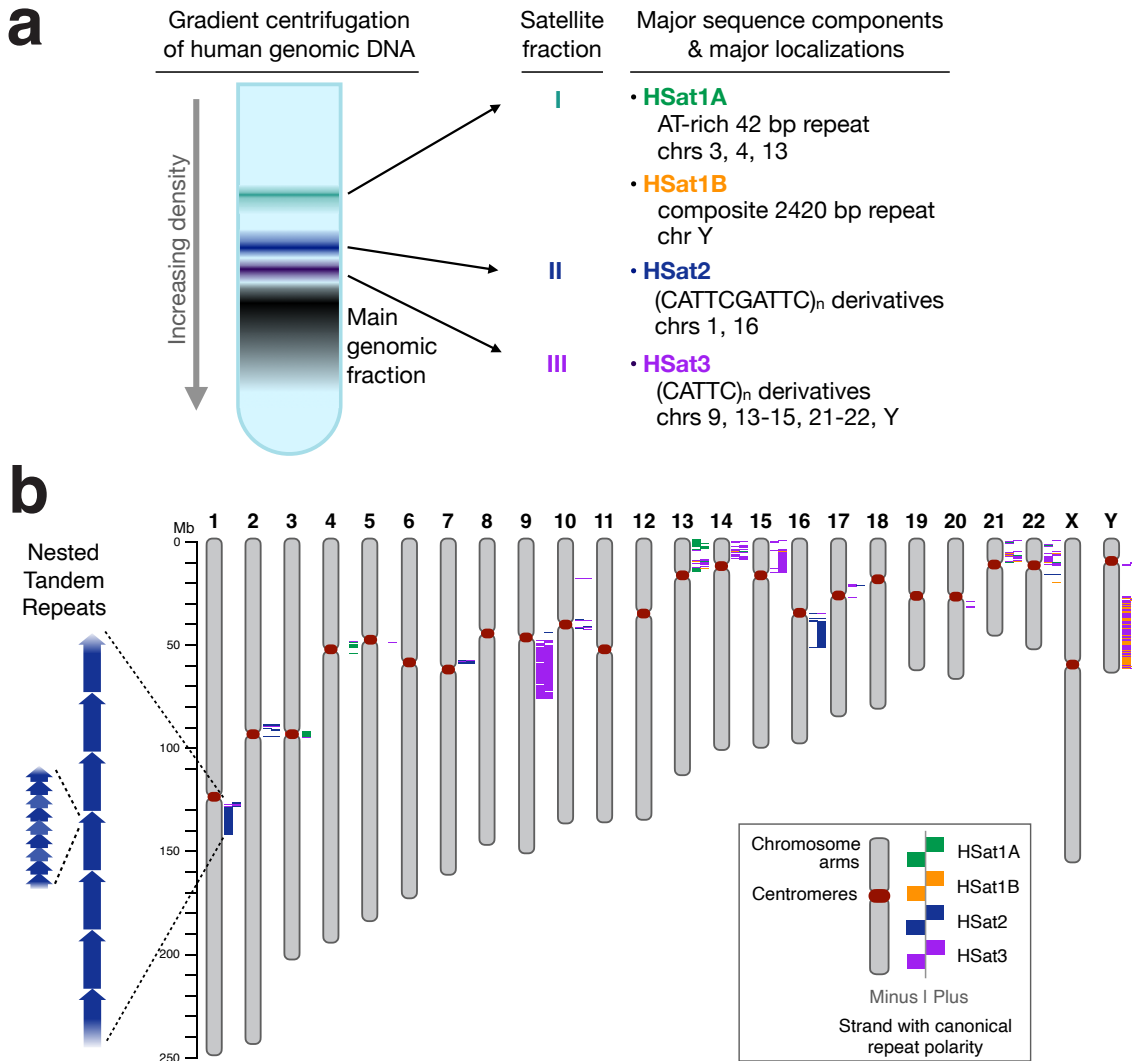 a
Gradient centrifugation
of human genomic DNA
Satellite
fraction
Major sequence components
& major localizations
Increasing density
Main
genomic
fraction
I
• HSat1A
AT-rich 42 bp repeat
chrs 3, 4, 13
• HSat1B
composite 2420 bp repeat
chr Y
II
• HSat2
(CATTCGATTC)n derivatives
chrs 1, 16
III
• HSat3
(CATTC)n derivatives
chrs 9, 13-15, 21-22, Y
b
Nested
Tandem
Repeats
Mb
1 2 3 4 5 6 7 8 9 10 11 12 13 14 15 16 17 18 19 20 21 22 X Y
0
50
100
150
200
250
Chromosome
arms
Centromeres
HSat1A
HSat1B
HSat2
HSat3
Minus | Plus
Strand with canonical
repeat polarity